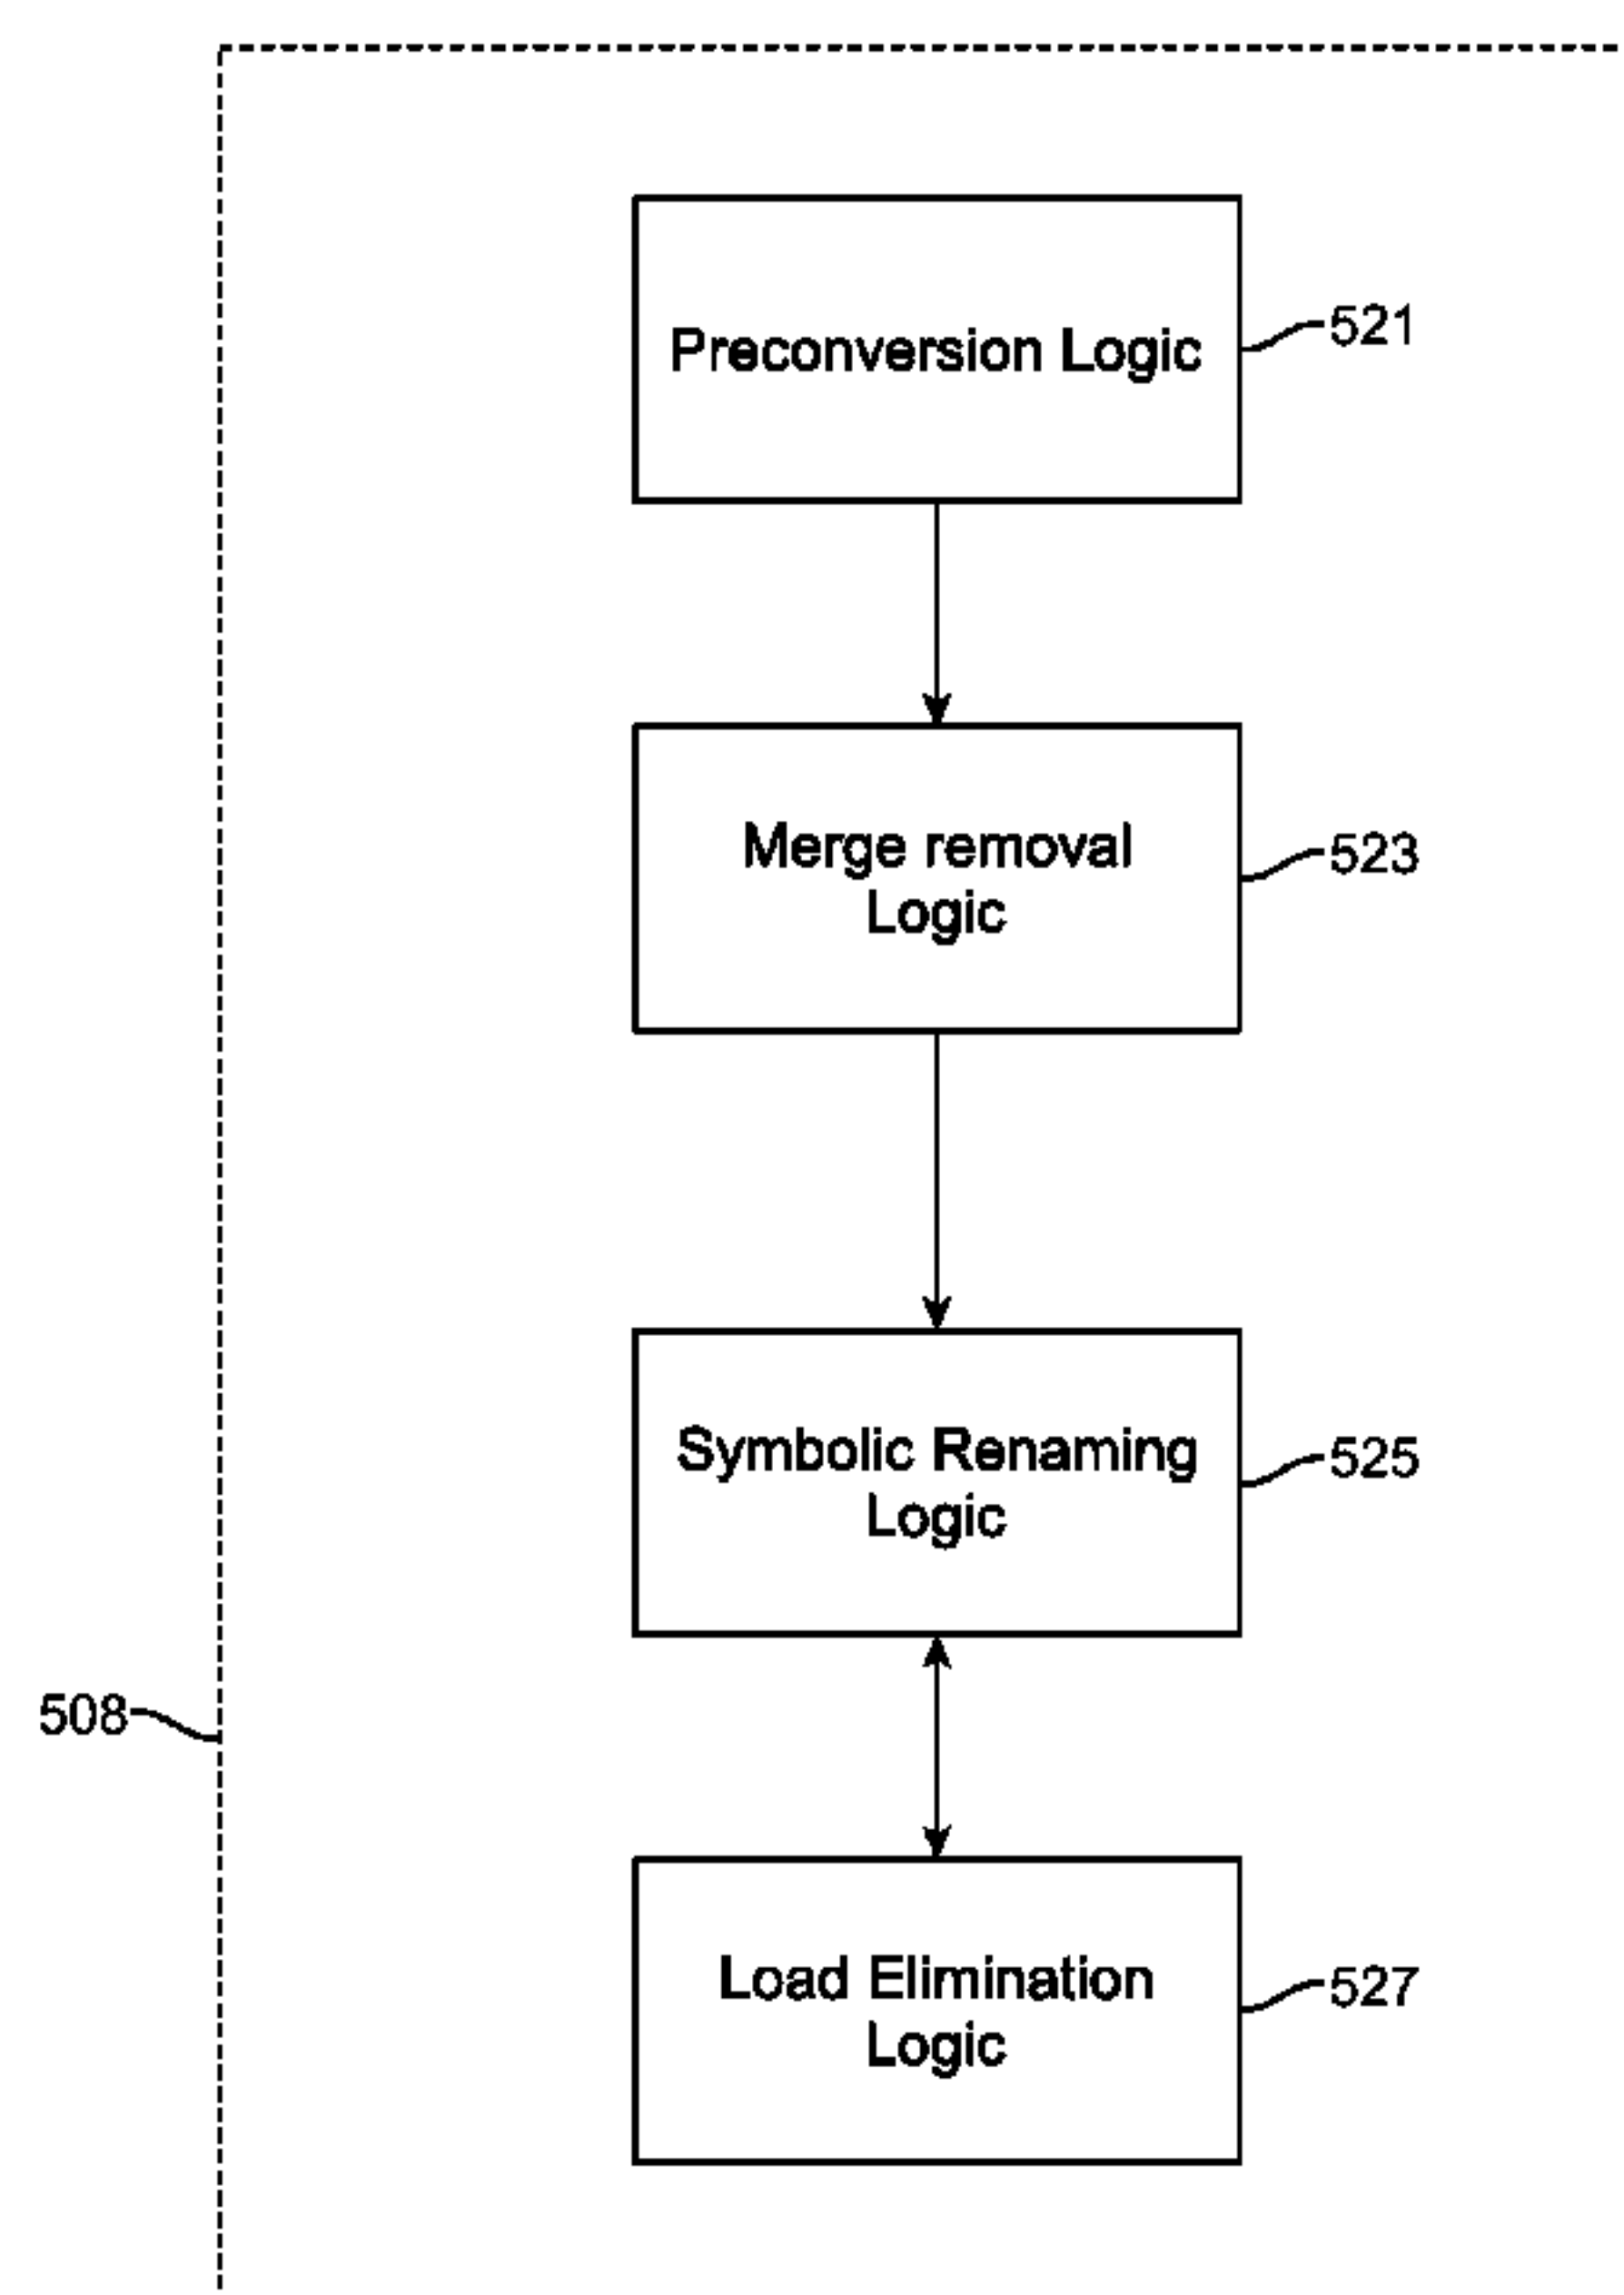 Preconversion Logic
521
Merge removal
Logic
523
Symbolic Renaming
Logic
525
508
Load Elimination
Logic
527